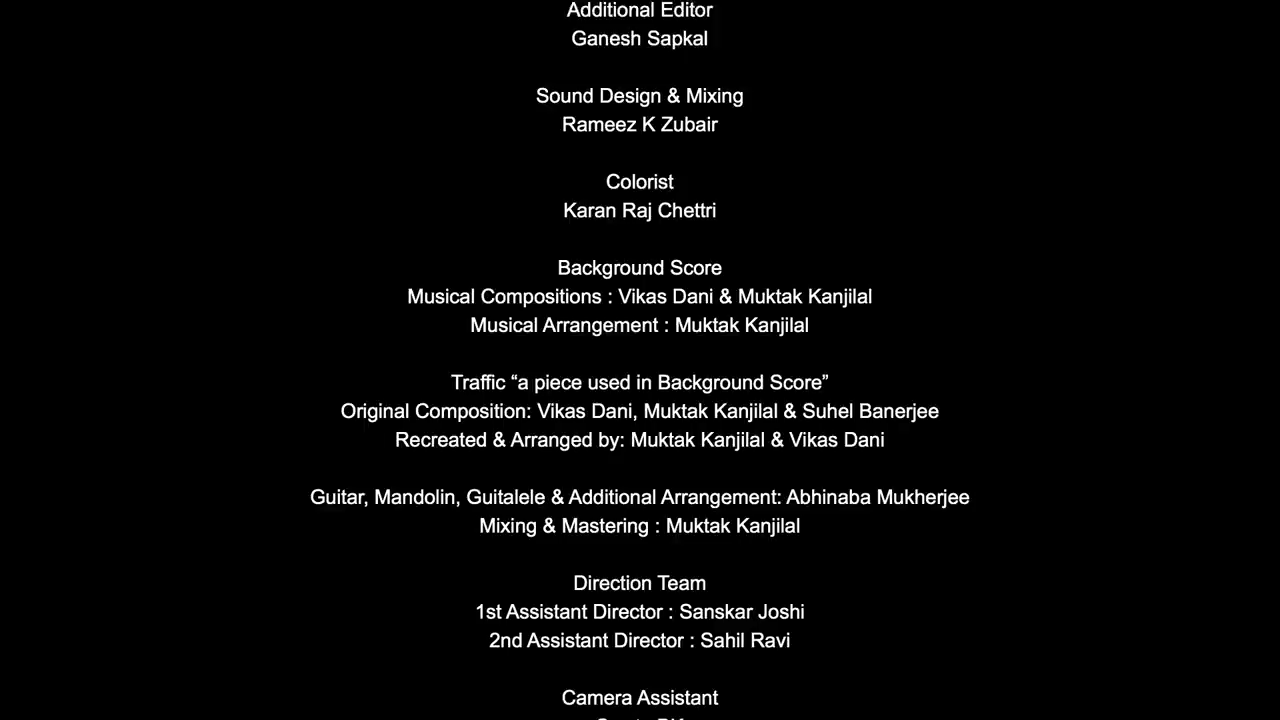 Additional Editor
Ganesh Sapkal
Sound Design & Mixing
Rameez K Zubair
Colorist
Karan Raj Chettri
Background Score
Musical Compositions : Vikas Dani & Muktak Kanjilal
Musical Arrangement : Muktak Kanjilal
Traffic “a piece used in Background Score”
Original Composition: Vikas Dani, Muktak Kanjilal & Suhel Banerjee
Recreated & Arranged by: Muktak Kanjilal & Vikas Dani
Guitar, Mandolin, Guitalele & Additional Arrangement: Abhinaba Mukherjee
Mixing & Mastering : Muktak Kanjilal
Direction Team
1st Assistant Director : Sanskar Joshi
2nd Assistant Director : Sahil Ravi
Camera Assistant